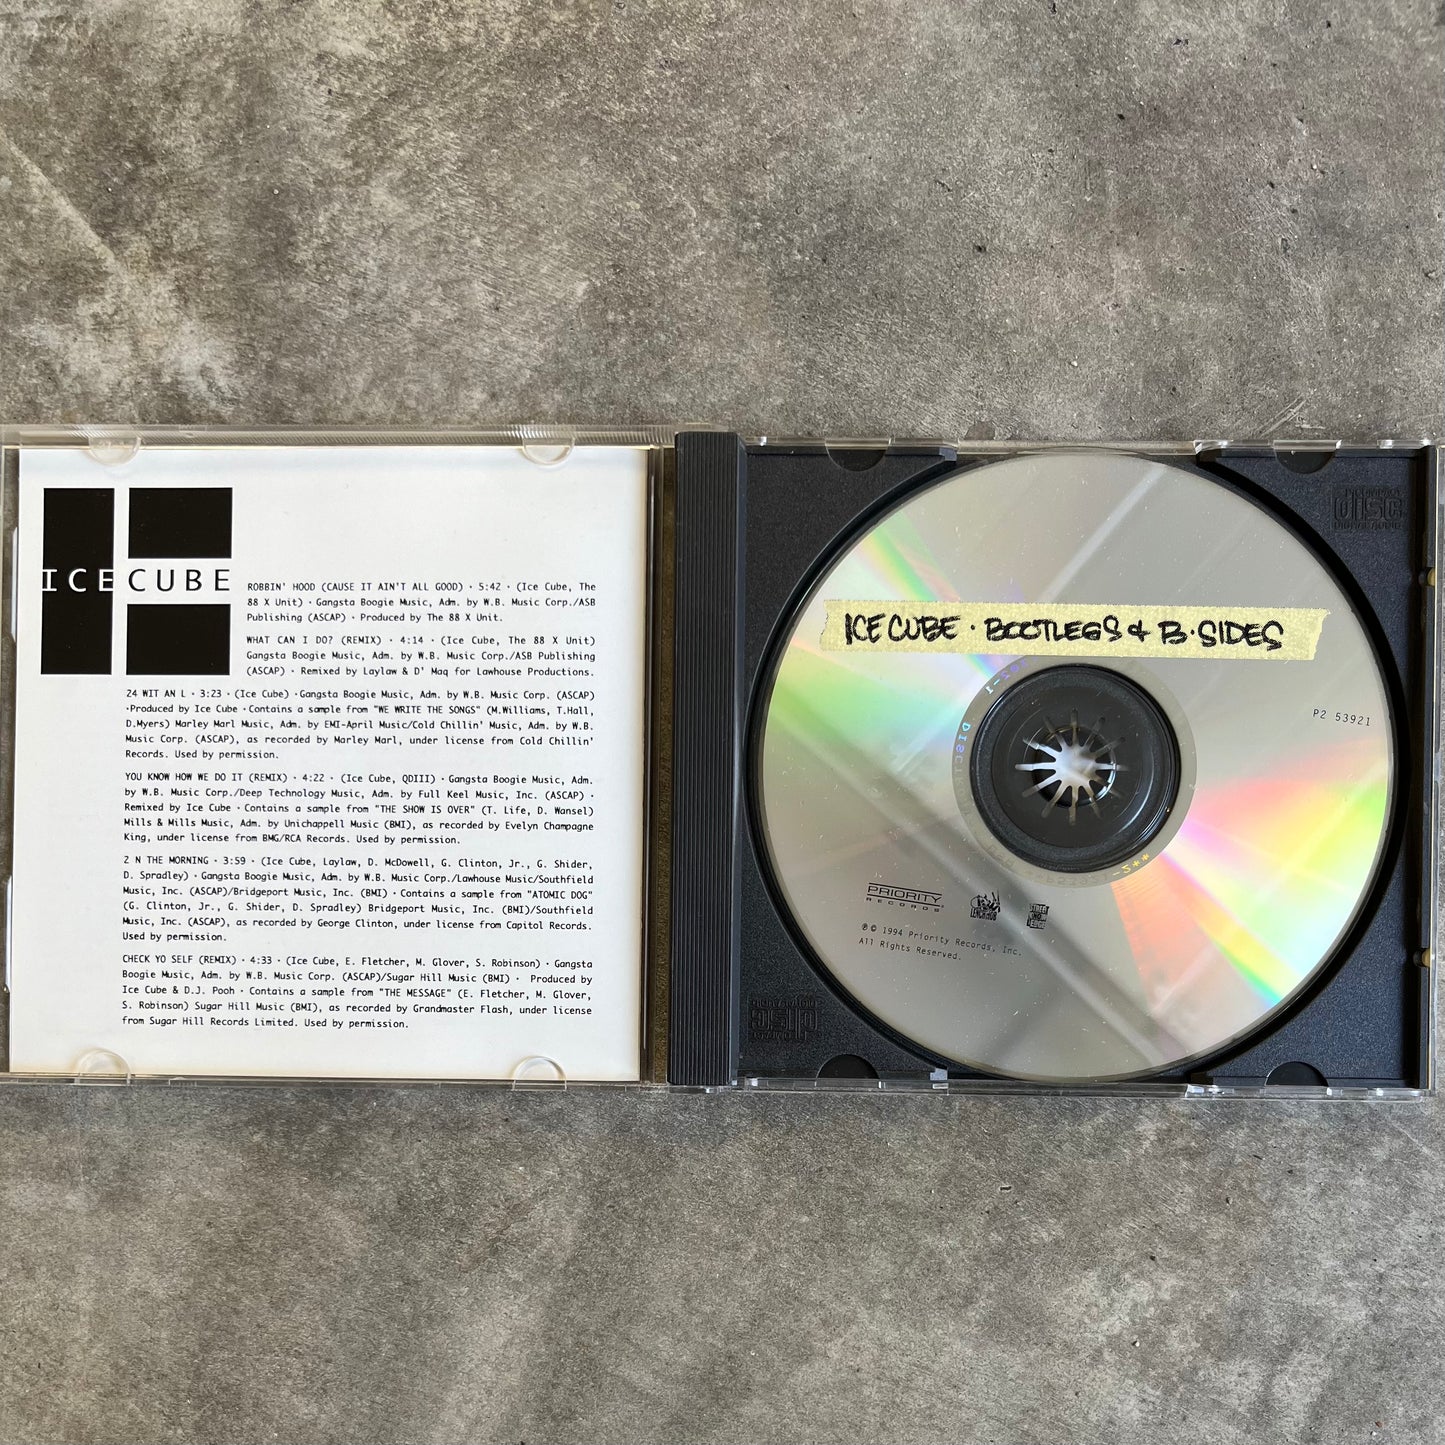 ICE CUBE
ROBBIN' HOOD (CAUSE IT AIN'T ALL GOOD) · 5:42 · (Ice Cube, The
88 X Unit) · Gangsta Boogie Music, Adm. by W.B. Music Corp./ASB
Publishing (ASCAP) · Produced by The 88 X Unit.
WHAT CAN I DO? (REMIX) · 4:14 · (Ice Cube, The 88 X Unit)
Gangsta Boogie Music, Adm. by W.B. Music Corp./ASB Publishing
(ASCAP) · Remixed by Laylaw & D' Maq for Lawhouse Productions.
24 WIT AN L · 3:23 · (Ice Cube) · Gangsta Boogie Music, Adm. by W.B. Music Corp. (ASCAP)
·Produced by Ice Cube · Contains a sample from "WE WRITE THE SONGS" (M.Williams, T.Hall,
D.Myers) Marley Marl Music, Adm. by EMI-April Music/Cold Chillin' Music, Adm. by W.B.
Music Corp. (ASCAP), as recorded by Marley Marl, under license from Cold Chillin'
Records. Used by permission.
YOU KNOW HOW WE DO IT (REMIX) · 4:22 · (Ice Cube, QDIII) · Gangsta Boogie Music, Adm.
by W.B. Music Corp./Deep Technology Music, Adm. by Full Keel Music, Inc. (ASCAP) ·
Remixed by Ice Cube · Contains a sample from "THE SHOW IS OVER" (T. Life, D. Wansel)
Mills & Mills Music, Adm. by Unichappell Music (BMI), as recorded by Evelyn Champagne
King, under license from BMG/RCA Records. Used by permission.
2 N THE MORNING · 3:59 · (Ice Cube, Laylaw, D. McDowell, G. Clinton, Jr., G. Shider,
D. Spradley) · Gangsta Boogie Music, Adm. by W.B. Music Corp./Lawhouse Music/Southfield
Music, Inc. (ASCAP)/Bridgeport Music, Inc. (BMI) · Contains a sample from "ATOMIC DOG"
(G. Clinton, Jr., G. Shider, D. Spradley) Bridgeport Music, Inc. (BMI)/Southfield
Music, Inc. (ASCAP), as recorded by George Clinton, under license from Capitol Records.
Used by permission.
CHECK YO SELF (REMIX) · 4:33 · (Ice Cube, E. Fletcher, M. Glover, S. Robinson) · Gangsta
Boogie Music, Adm. by W.B. Music Corp. (ASCAP)/Sugar Hill Music (BMI) · Produced by
Ice Cube & D.J. Pooh · Contains a sample from "THE MESSAGE" (E. Fletcher, M. Glover,
S. Robinson) Sugar Hill Music (BMI), as recorded by Grandmaster Flash, under license
from Sugar Hill Records Limited. Used by permission.
COMPACT
disc
DIGITAL AUDIO
ICE CUBE · BOOTLEGS & B·SIDES
P2 53921
PRIORITY
RECORDS
LENCH MOB
STREET
KNOWLEDGE
℗ © 1994 Priority Records, Inc.
All Rights Reserved.
COMPACT
disc
DIGITAL AUDIO